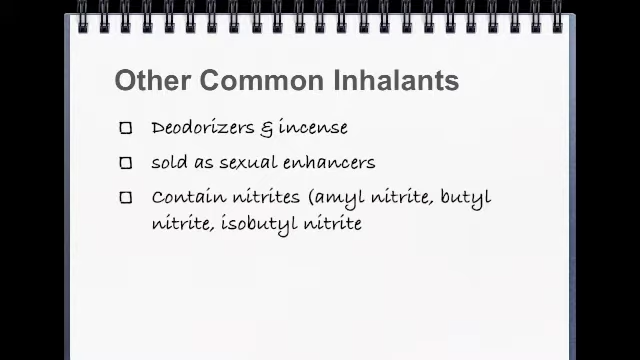 Other Common Inhalants
Deodorizers & incense
sold as sexual enhancers
Contain nitrites (amyl nitrite, butyl
nitrite, isobutyl nitrite